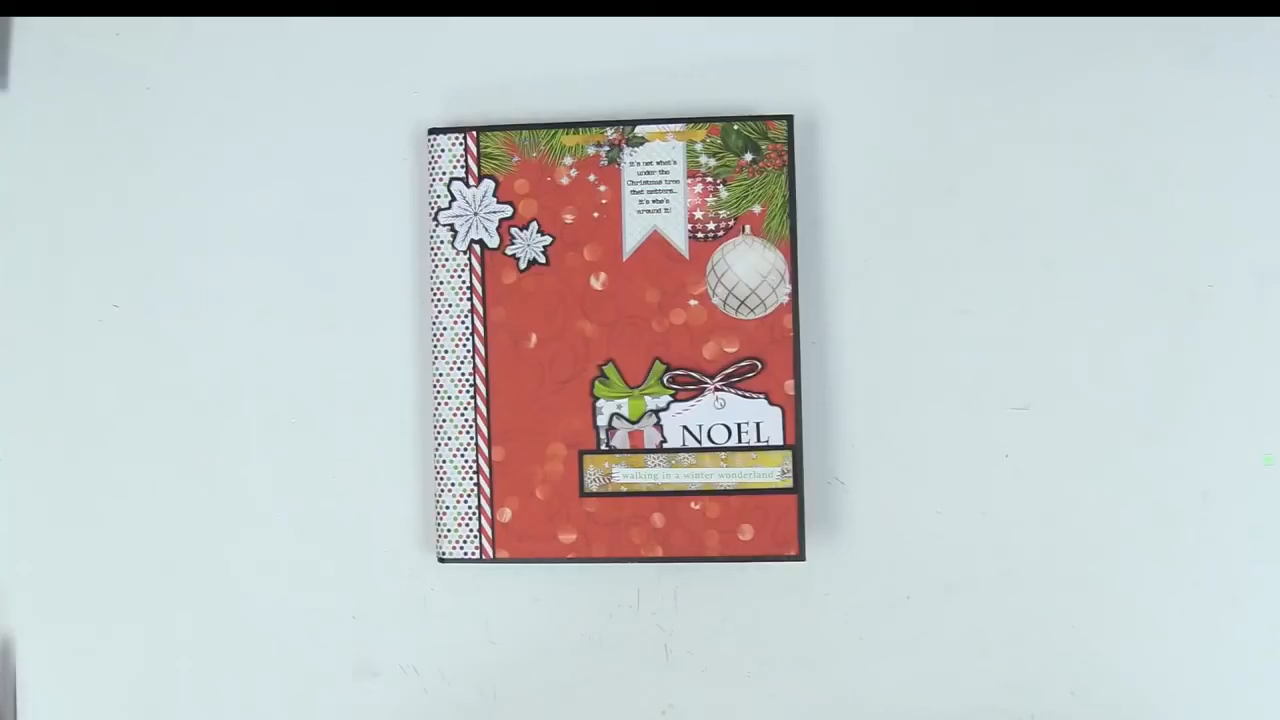 it's not what's
under the
Christmas tree
that matters...
it's who's
around it!
NOEL
walking in a winter wonderland